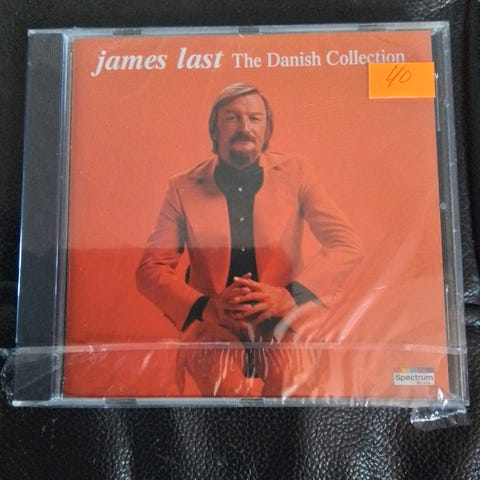 james last The Danish Collection
40
Spectrum